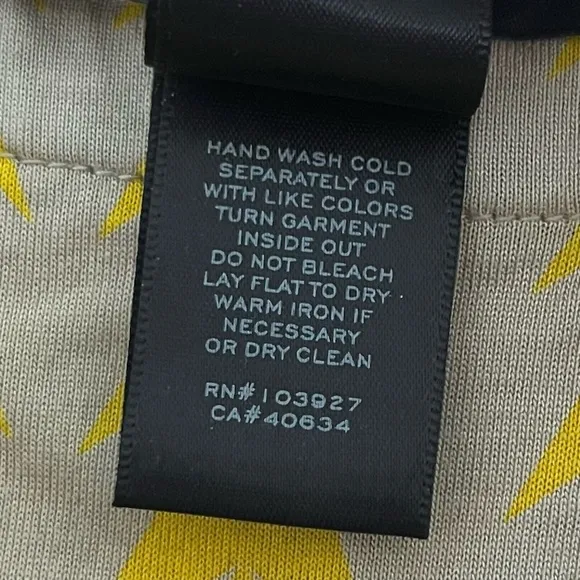 HAND WASH COLD
SEPARATELY OR
WITH LIKE COLORS
TURN GARMENT
INSIDE OUT
DO NOT BLEACH
LAY FLAT TO DRY
WARM IRON IF
NECESSARY
OR DRY CLEAN
RN#103927
CA#40634